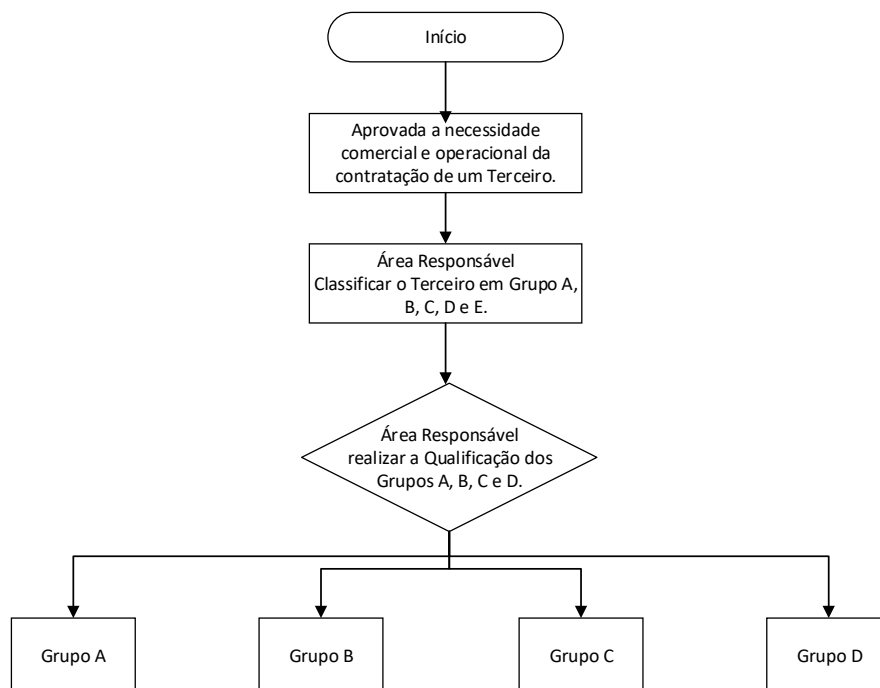 Início
Aprovada a necessidade
comercial e operacional da
contratação de um Terceiro.
Área Responsável
Classificar o Terceiro em Grupo A,
B, C, D e E.
Área Responsável
realizar a Qualificação dos
Grupos A, B, C e D.
Grupo A
Grupo B
Grupo C
Grupo D